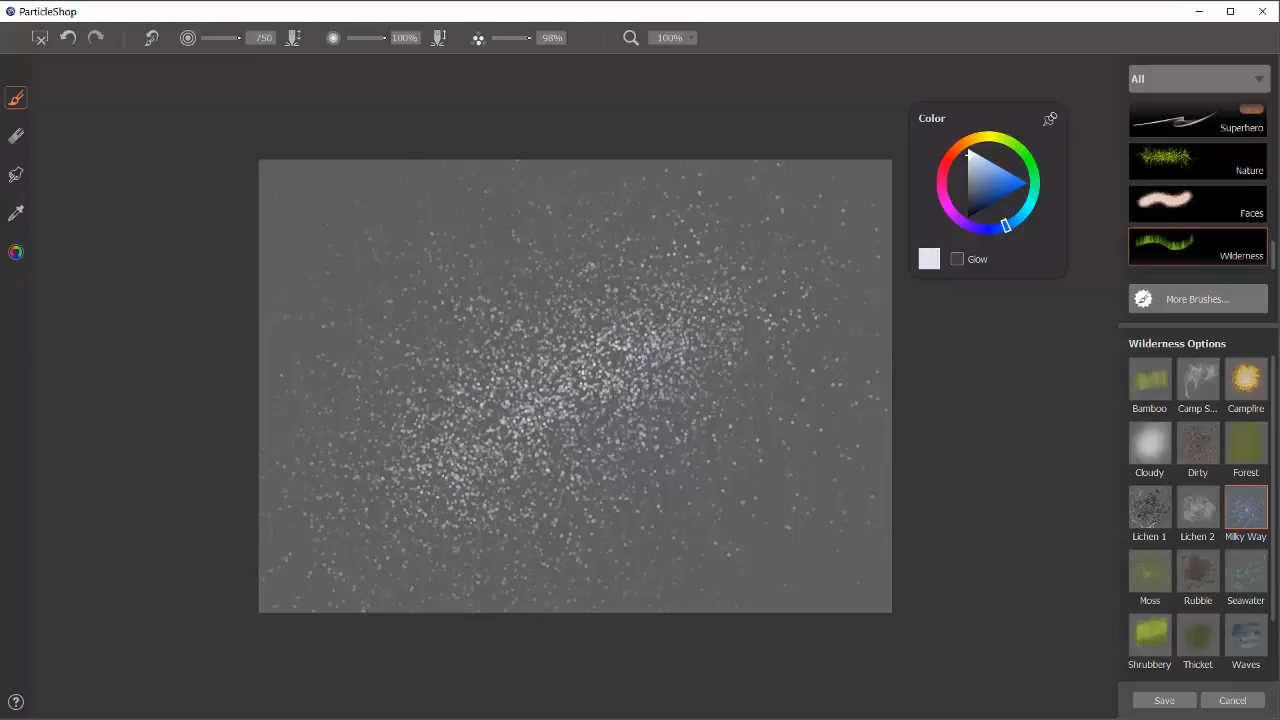 ParticleShop
750
100%
98%
100%
All
Superhero
Nature
Faces
Wilderness
More Brushes...
Color
Glow
Wilderness Options
Bamboo Camp S... Campfire
Cloudy Dirty Forest
Lichen 1 Lichen 2 Milky Way
Moss Rubble Seawater
Shrubbery Thicket Waves
Save Cancel